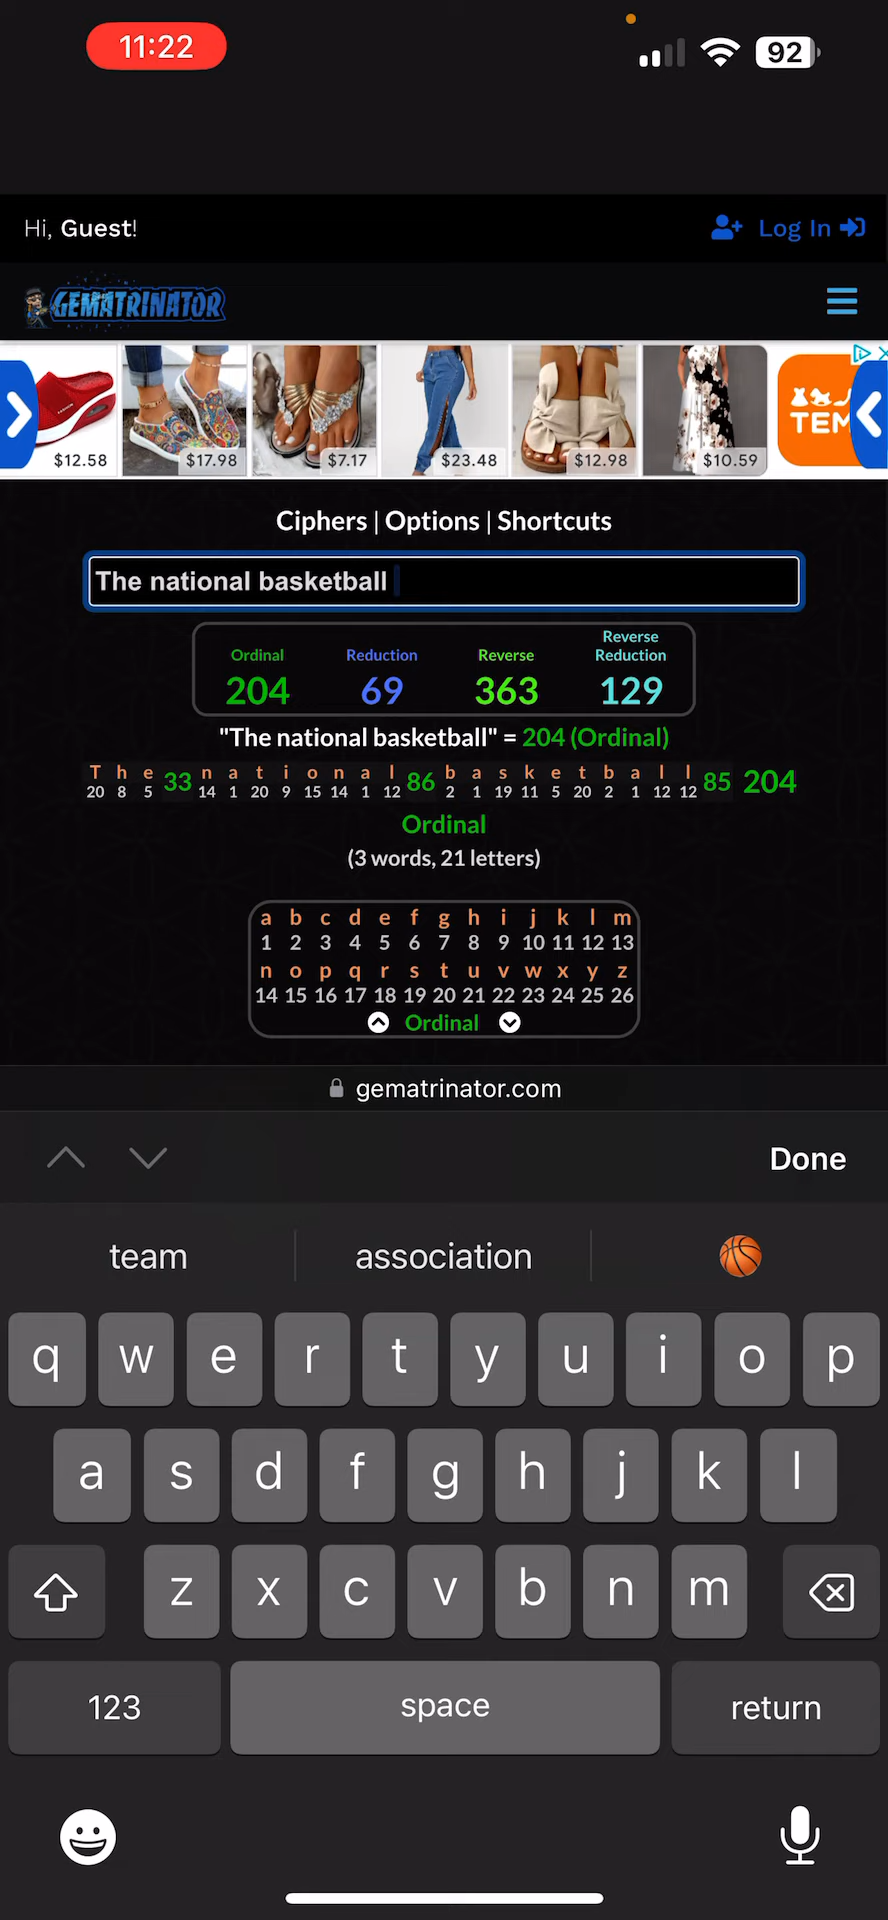 11:22
92
Hi, Guest!
Log In
GEMATRINATOR
$12.58 $17.98 $7.17 $23.48 $12.98 $10.59
TEM
Ciphers | Options | Shortcuts
The national basketball
Ordinal Reduction Reverse Reverse Reduction
204 69 363 129
"The national basketball" = 204 (Ordinal)
T h e 33 n a t i o n a l 86 b a s k e t b a l l 85 204
20 8 5 14 1 20 9 15 14 1 12 2 1 19 11 5 20 2 1 12 12
Ordinal
(3 words, 21 letters)
a b c d e f g h i j k l m
1 2 3 4 5 6 7 8 9 10 11 12 13
n o p q r s t u v w x y z
14 15 16 17 18 19 20 21 22 23 24 25 26
Ordinal
gematrinator.com
Done
team association
q w e r t y u i o p
a s d f g h j k l
z x c v b n m
123 space return